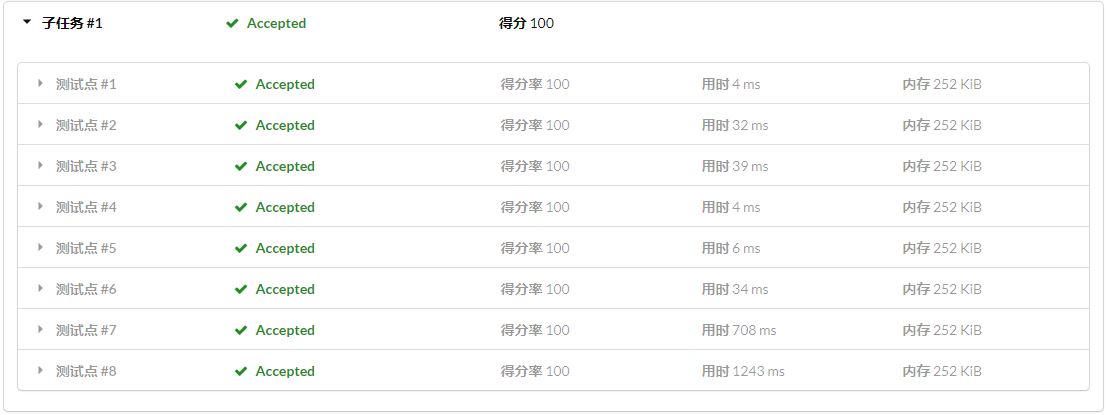 子任务 #1 Accepted 得分 100
测试点 #1 Accepted 得分率 100 用时 4 ms 内存 252 KiB
测试点 #2 Accepted 得分率 100 用时 32 ms 内存 252 KiB
测试点 #3 Accepted 得分率 100 用时 39 ms 内存 252 KiB
测试点 #4 Accepted 得分率 100 用时 4 ms 内存 252 KiB
测试点 #5 Accepted 得分率 100 用时 6 ms 内存 252 KiB
测试点 #6 Accepted 得分率 100 用时 34 ms 内存 252 KiB
测试点 #7 Accepted 得分率 100 用时 708 ms 内存 252 KiB
测试点 #8 Accepted 得分率 100 用时 1243 ms 内存 252 KiB